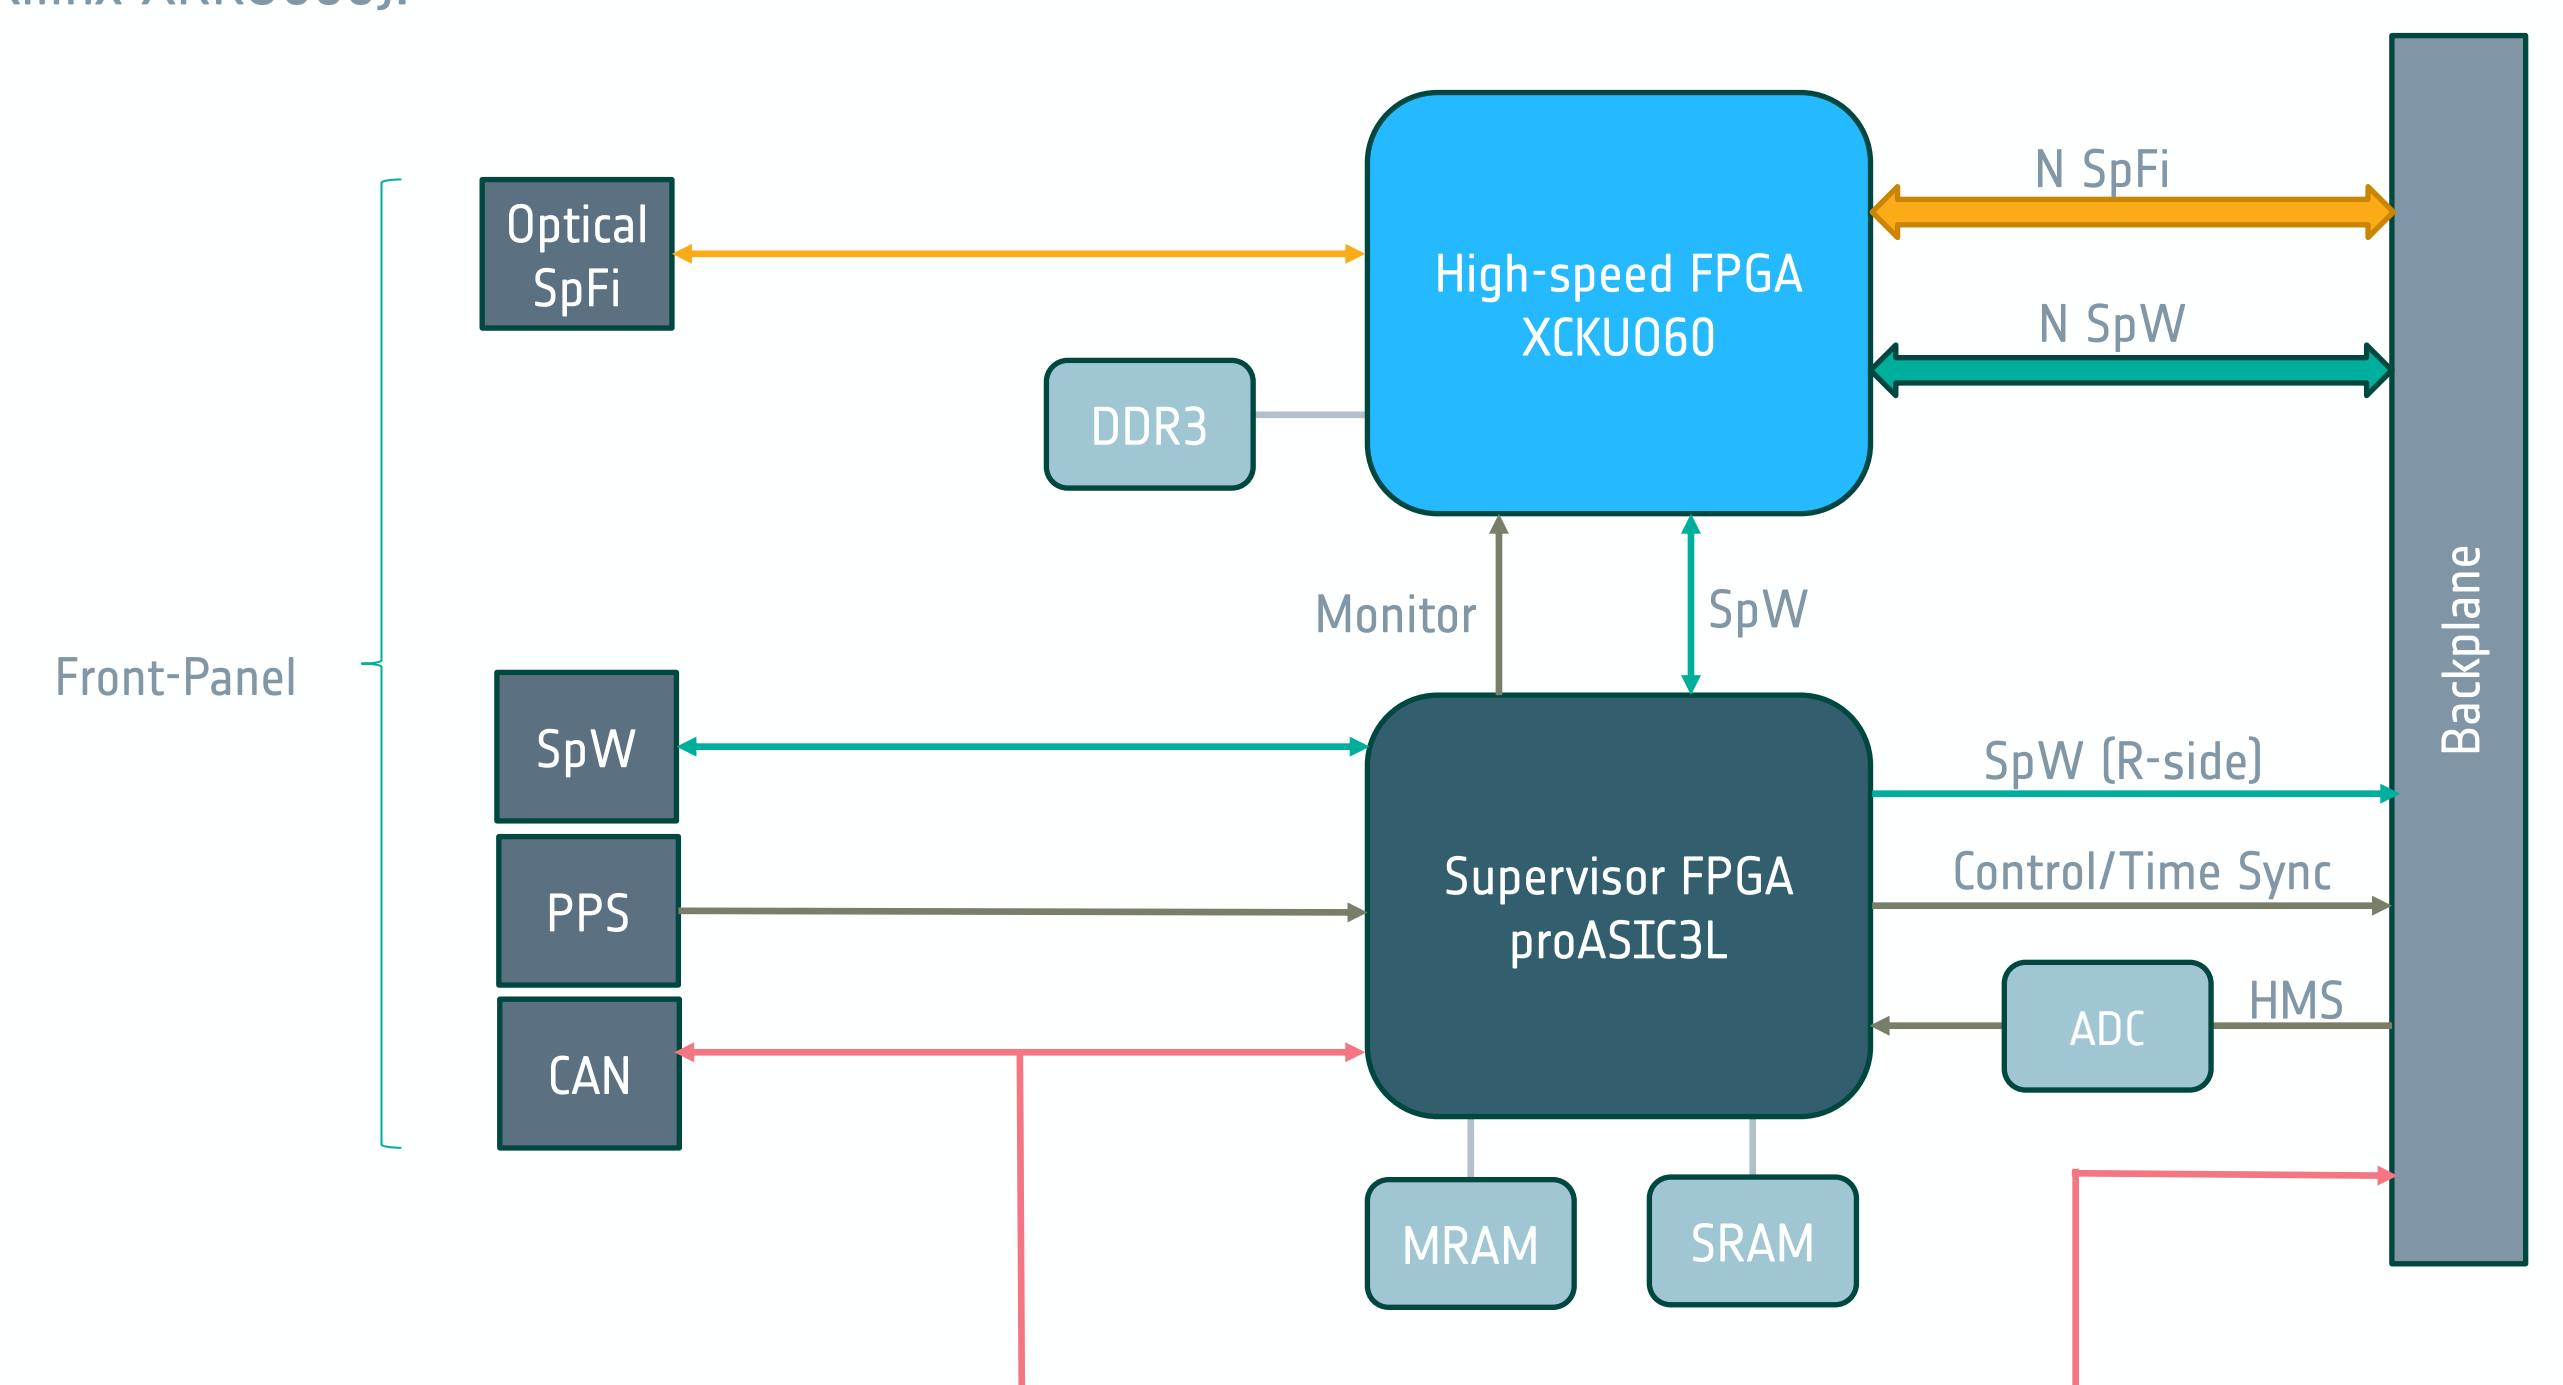 N SpFi
Optical
SpFi
High-speed FPGA
XCKU060
N SpW
DDR3
Monitor
SpW
Front-Panel
Backplane
SpW
SpW (R-side)
Control/Time Sync
PPS
Supervisor FPGA
proASIC3L
HMS
ADC
CAN
MRAM
SRAM